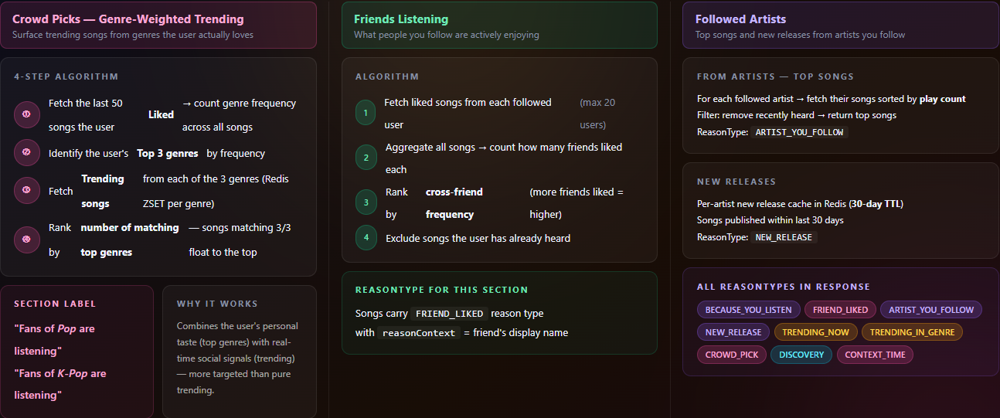 Crowd Picks — Genre-Weighted Trending
Surface trending songs from genres the user actually loves
4-STEP ALGORITHM
① Fetch the last 50 songs the user Liked → count genre frequency across all songs
② Identify the user's Top 3 genres by frequency
③ Fetch Trending songs from each of the 3 genres (Redis ZSET per genre)
④ Rank by number of matching top genres — songs matching 3/3 float to the top
SECTION LABEL
"Fans of Pop are
listening"
"Fans of K-Pop are
listening"
WHY IT WORKS
Combines the user's personal
taste (top genres) with real-
time social signals (trending)
— more targeted than pure
trending.
Friends Listening
What people you follow are actively enjoying
ALGORITHM
1 Fetch liked songs from each followed user (max 20 users)
2 Aggregate all songs → count how many friends liked each
3 Rank by cross-friend frequency (more friends liked = higher)
4 Exclude songs the user has already heard
REASONTYPE FOR THIS SECTION
Songs carry FRIEND_LIKED reason type
with reasonContext = friend's display name
Followed Artists
Top songs and new releases from artists you follow
FROM ARTISTS — TOP SONGS
For each followed artist → fetch their songs sorted by play count
Filter: remove recently heard → return top songs
ReasonType: ARTIST_YOU_FOLLOW
NEW RELEASES
Per-artist new release cache in Redis (30-day TTL)
Songs published within last 30 days
ReasonType: NEW_RELEASE
ALL REASONTYPES IN RESPONSE
BECAUSE_YOU_LISTEN FRIEND_LIKED ARTIST_YOU_FOLLOW
NEW_RELEASE TRENDING_NOW TRENDING_IN_GENRE
CROWD_PICK DISCOVERY CONTEXT_TIME